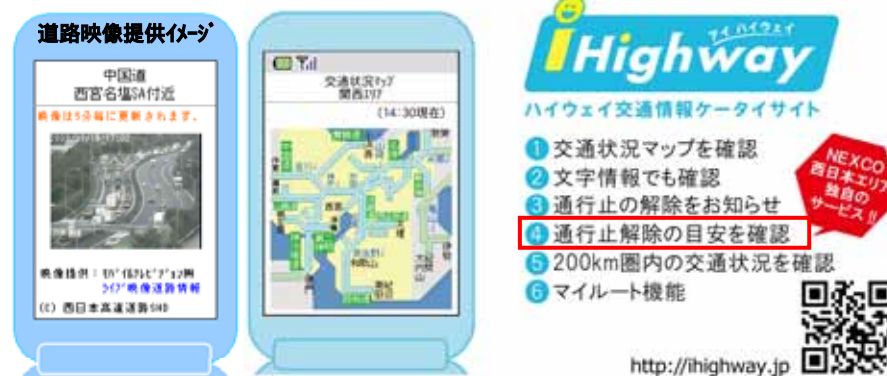 道路映像提供イメージ
中国道
西宮名塩SA付近
映像は5分毎に更新されます。
映像提供:モバイルテレビジョン㈱
ライブ映像道路情報
(C) 西日本高速道路SHD
交通状況マップ
関西エリア
(14:30現在)
アイハイウェイ
iHighway
ハイウェイ交通情報ケータイサイト
1 交通状況マップを確認
2 文字情報でも確認
3 通行止の解除をお知らせ
4 通行止解除の目安を確認
5 200km圏内の交通状況を確認
6 マイルート機能
NEXCO
西日本エリア
独自の
サービス!!
http://ihighway.jp